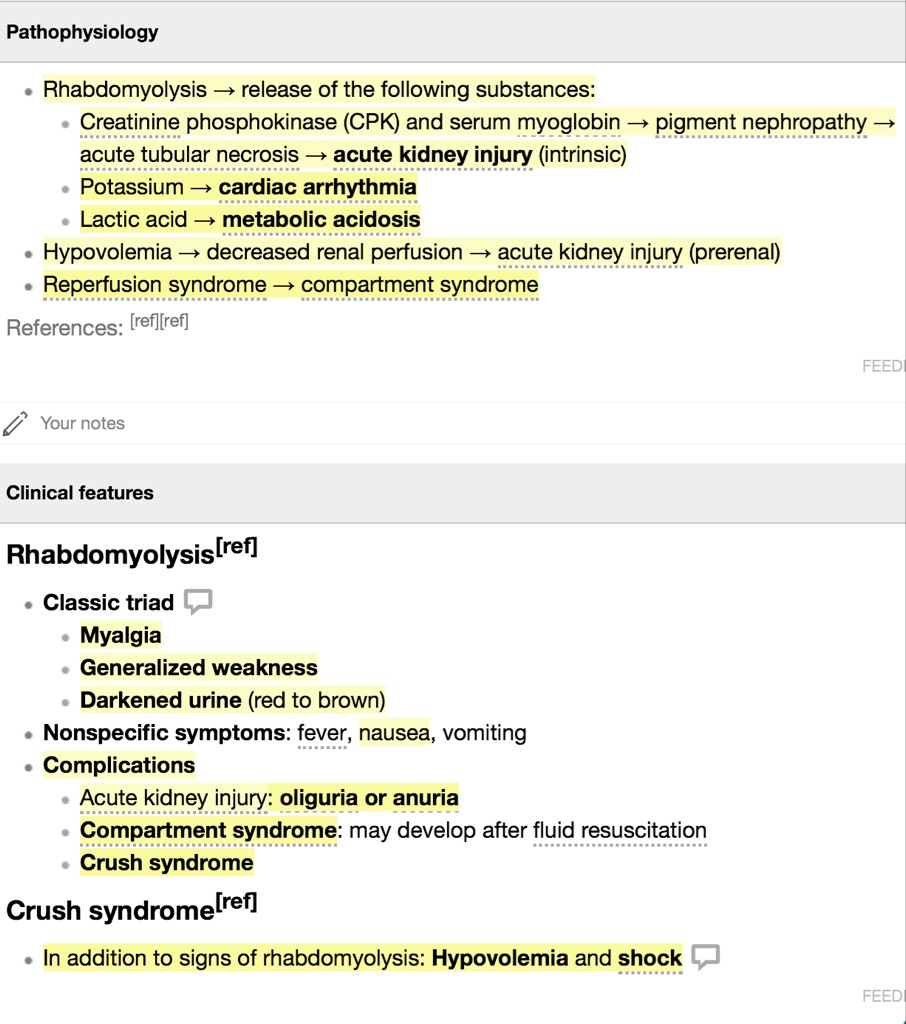 Pathophysiology
Rhabdomyolysis → release of the following substances:
Creatinine phosphokinase (CPK) and serum myoglobin → pigment nephropathy →
acute tubular necrosis → acute kidney injury (intrinsic)
Potassium → cardiac arrhythmia
Lactic acid → metabolic acidosis
Hypovolemia → decreased renal perfusion → acute kidney injury (prerenal)
Reperfusion syndrome → compartment syndrome
References: [ref][ref]
FEED
Your notes
Clinical features
Rhabdomyolysis[ref]
Classic triad
Myalgia
Generalized weakness
Darkened urine (red to brown)
Nonspecific symptoms: fever, nausea, vomiting
Complications
Acute kidney injury: oliguria or anuria
Compartment syndrome: may develop after fluid resuscitation
Crush syndrome
Crush syndrome[ref]
In addition to signs of rhabdomyolysis: Hypovolemia and shock
FEED